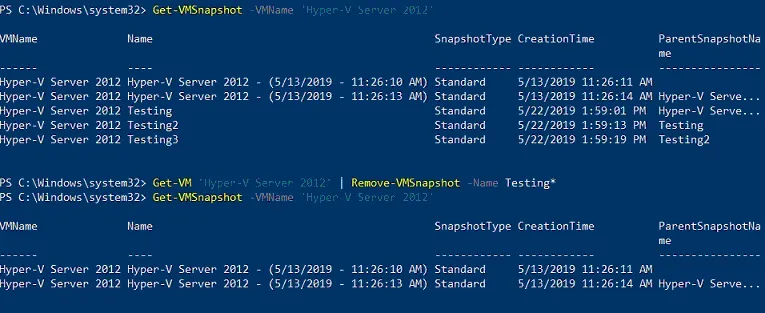 PS C:\Windows\system32> Get-VMSnapshot -VMName 'Hyper-V Server 2012'
VMName Name SnapshotType CreationTime ParentSnapshotNa
me
------ ---- ------------ ------------ ----------------
Hyper-V Server 2012 Hyper-V Server 2012 - (5/13/2019 - 11:26:10 AM) Standard 5/13/2019 11:26:11 AM
Hyper-V Server 2012 Hyper-V Server 2012 - (5/13/2019 - 11:26:13 AM) Standard 5/13/2019 11:26:14 AM Hyper-V Serve...
Hyper-V Server 2012 Testing Standard 5/22/2019 1:59:01 PM Hyper-V Serve...
Hyper-V Server 2012 Testing2 Standard 5/22/2019 1:59:13 PM Testing
Hyper-V Server 2012 Testing3 Standard 5/22/2019 1:59:19 PM Testing2
PS C:\Windows\system32> Get-VM 'Hyper-V Server 2012' | Remove-VMSnapshot -Name Testing*
PS C:\Windows\system32> Get-VMSnapshot -VMName 'Hyper-V Server 2012'
VMName Name SnapshotType CreationTime ParentSnapshotNa
me
------ ---- ------------ ------------ ----------------
Hyper-V Server 2012 Hyper-V Server 2012 - (5/13/2019 - 11:26:10 AM) Standard 5/13/2019 11:26:11 AM
Hyper-V Server 2012 Hyper-V Server 2012 - (5/13/2019 - 11:26:13 AM) Standard 5/13/2019 11:26:14 AM Hyper-V Serve...